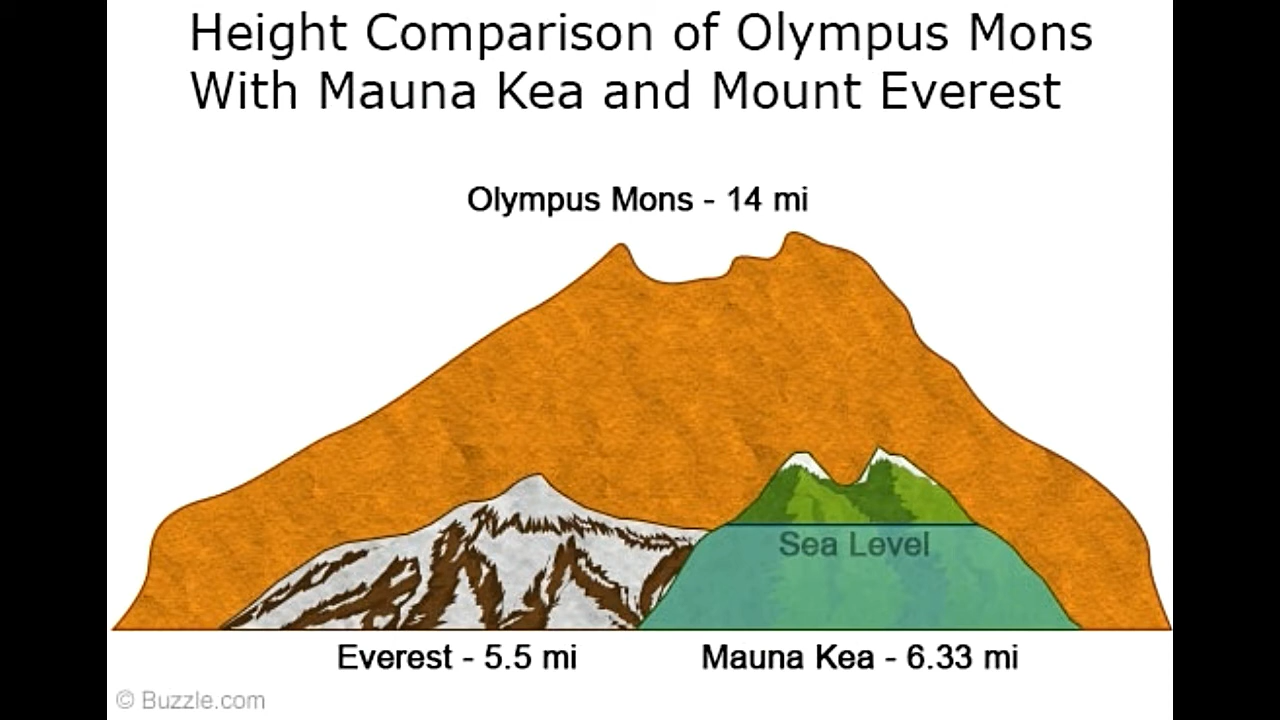 Height Comparison of Olympus Mons
With Mauna Kea and Mount Everest
Olympus Mons - 14 mi
Sea Level
Everest - 5.5 mi
Mauna Kea - 6.33 mi
© Buzzle.com